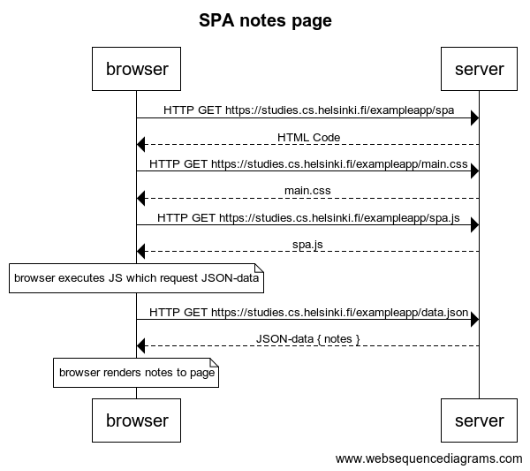 SPA notes page
browser
server
HTTP GET https://studies.cs.helsinki.fi/exampleapp/spa
HTML Code
HTTP GET https://studies.cs.helsinki.fi/exampleapp/main.css
main.css
HTTP GET https://studies.cs.helsinki.fi/exampleapp/spa.js
spa.js
browser executes JS which request JSON-data
HTTP GET https://studies.cs.helsinki.fi/exampleapp/data.json
JSON-data { notes }
browser renders notes to page
browser
server
www.websequencediagrams.com